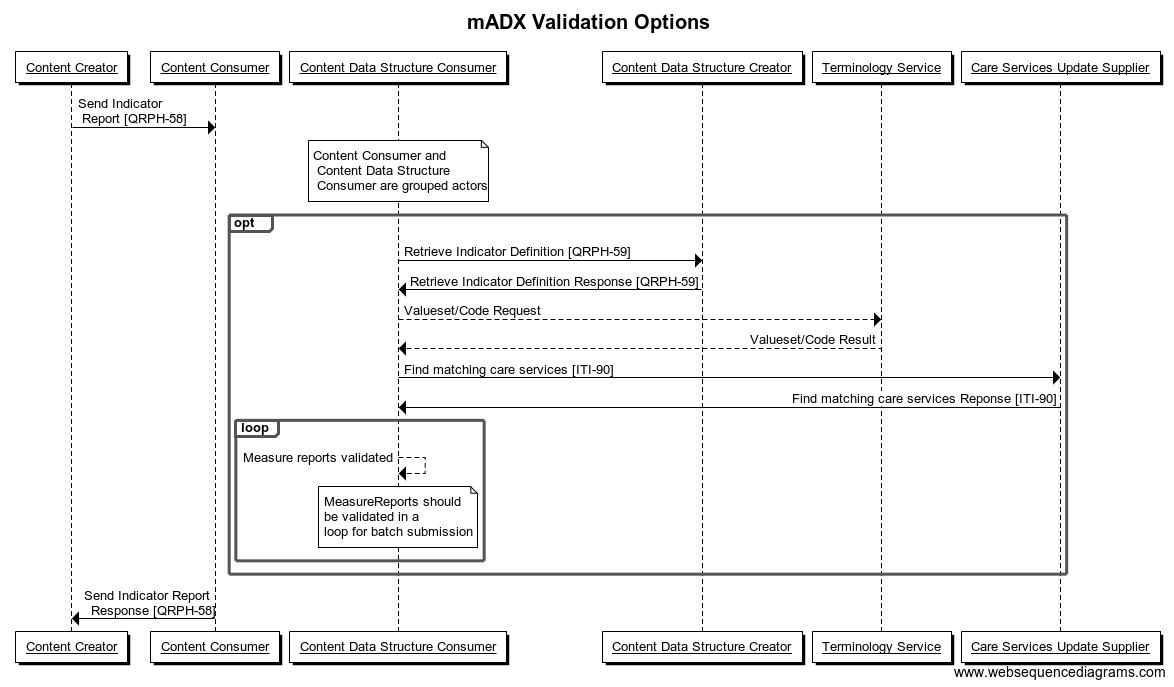 mADX Validation Options
Content Creator
Content Consumer
Content Data Structure Consumer
Content Data Structure Creator
Terminology Service
Care Services Update Supplier
Send Indicator
Report [QRPH-58]
Content Consumer and
Content Data Structure
Consumer are grouped actors
opt
Retrieve Indicator Definition [QRPH-59]
Retrieve Indicator Definition Response [QRPH-59]
Valueset/Code Request
Valueset/Code Result
Find matching care services [ITI-90]
Find matching care services Reponse [ITI-90]
loop
Measure reports validated
MeasureReports should
be validated in a
loop for batch submission
Send Indicator Report
Response [QRPH-58]
Content Creator
Content Consumer
Content Data Structure Consumer
Content Data Structure Creator
Terminology Service
Care Services Update Supplier
www.websequencediagrams.com